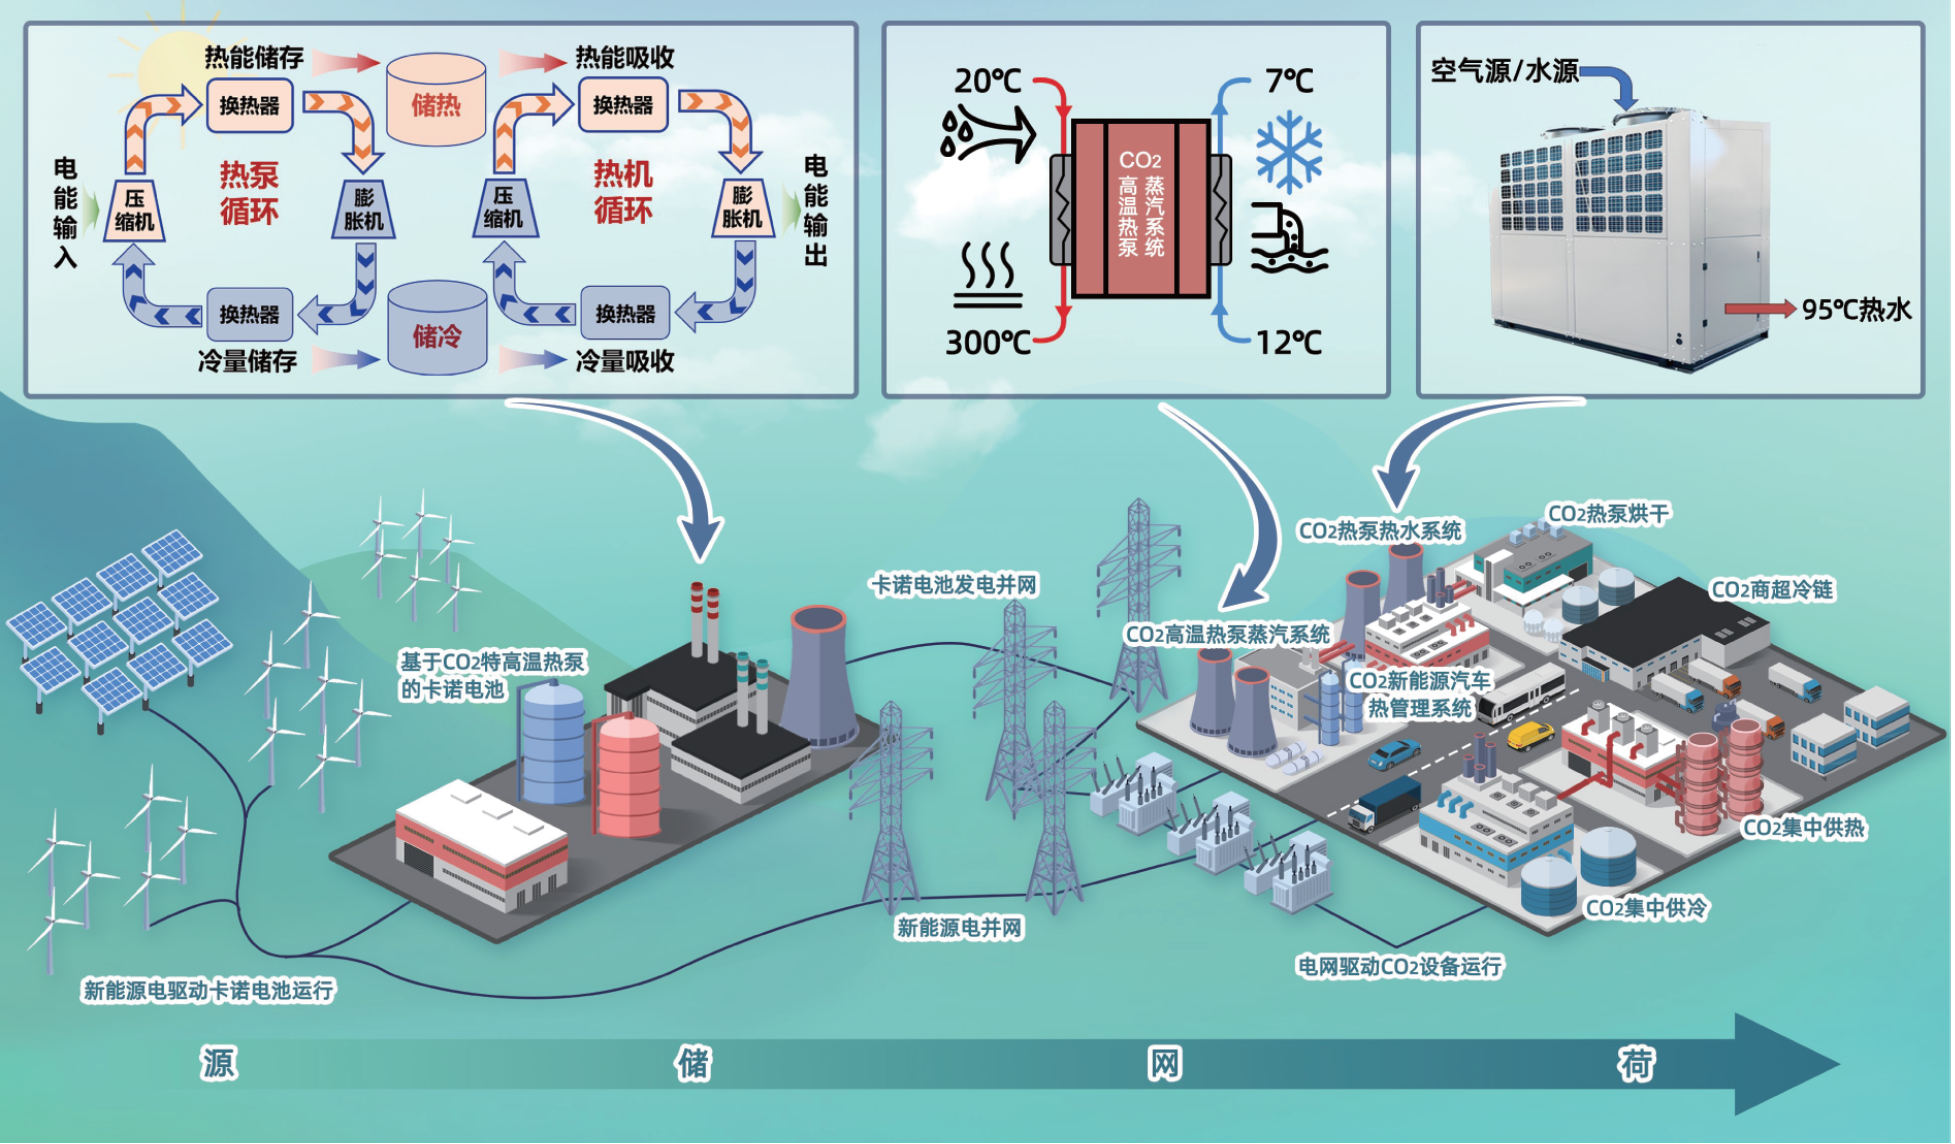 热能储存
热能吸收
换热器
储热
换热器
电能输入
压缩机
热泵循环
膨胀机
压缩机
热机循环
膨胀机
电能输出
换热器
储冷
换热器
冷量储存
冷量吸收
20℃
7℃
CO2
高温热泵
蒸汽系统
300℃
12℃
空气源/水源
95℃热水
CO2热泵热水系统
CO2热泵烘干
卡诺电池发电并网
CO2商超冷链
CO2高温热泵蒸汽系统
基于CO2特高温热泵
的卡诺电池
CO2新能源汽车
热管理系统
CO2集中供热
CO2集中供冷
新能源电并网
电网驱动CO2设备运行
新能源电驱动卡诺电池运行
源
储
网
荷